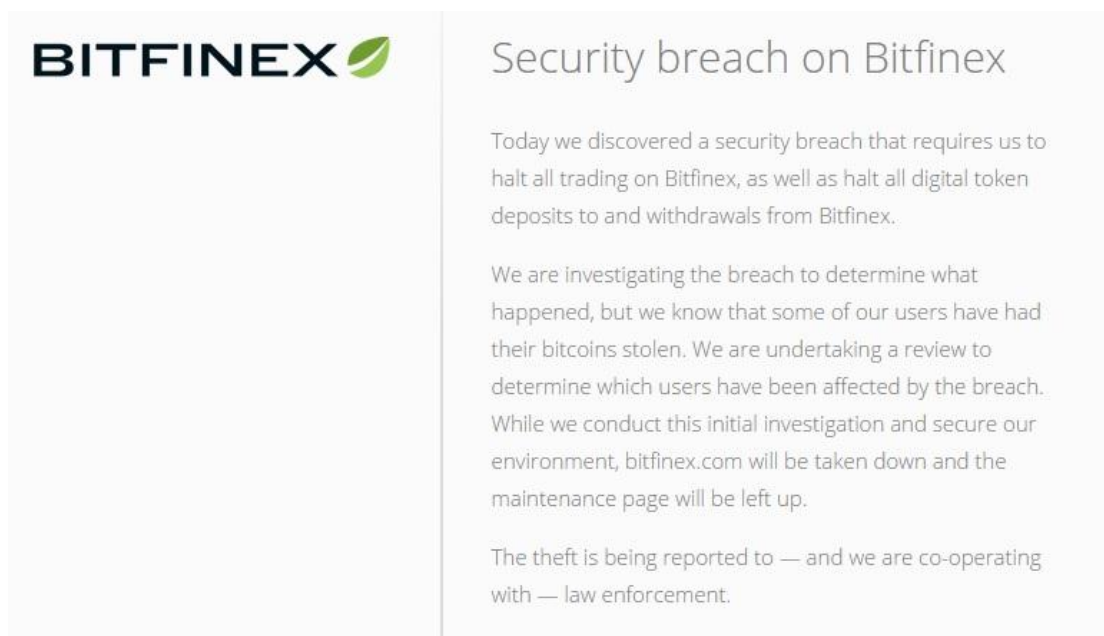 BITFINEX
Security breach on Bitfinex
Today we discovered a security breach that requires us to
halt all trading on Bitfinex, as well as halt all digital token
deposits to and withdrawals from Bitfinex.
We are investigating the breach to determine what
happened, but we know that some of our users have had
their bitcoins stolen. We are undertaking a review to
determine which users have been affected by the breach.
While we conduct this initial investigation and secure our
environment, bitfinex.com will be taken down and the
maintenance page will be left up.
The theft is being reported to — and we are co-operating
with — law enforcement.